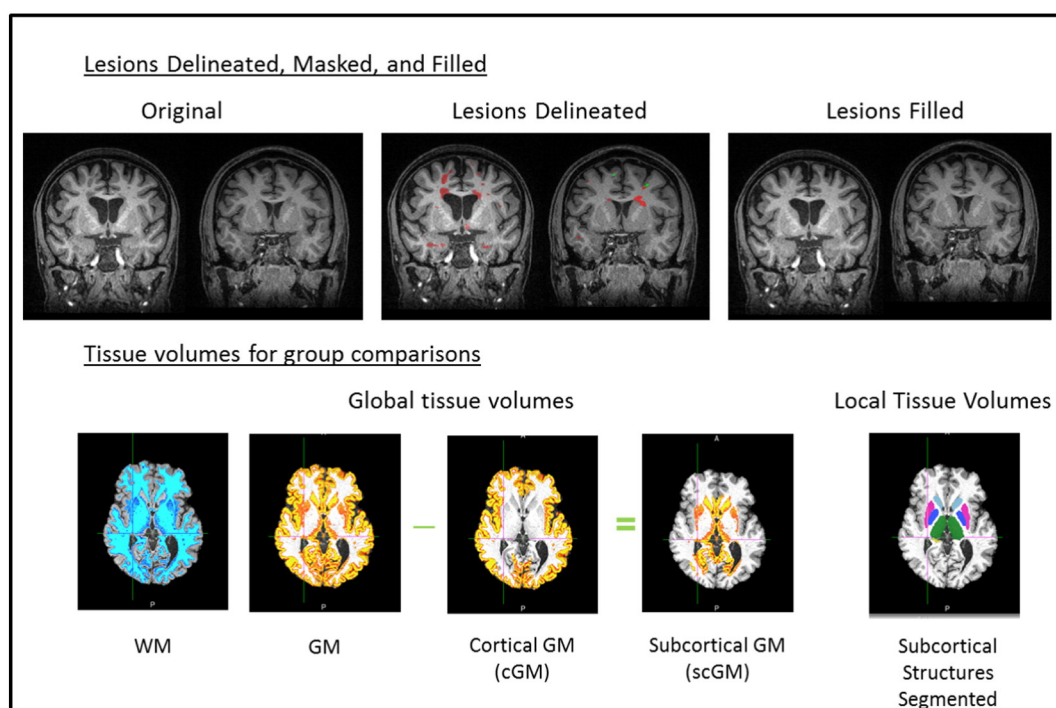 Lesions Delineated, Masked, and Filled
Original
Lesions Delineated
Lesions Filled
Tissue volumes for group comparisons
Global tissue volumes
Local Tissue Volumes
A
P
P
P
P
WM
GM
Cortical GM
(cGM)
Subcortical GM
(scGM)
Subcortical
Structures
Segmented